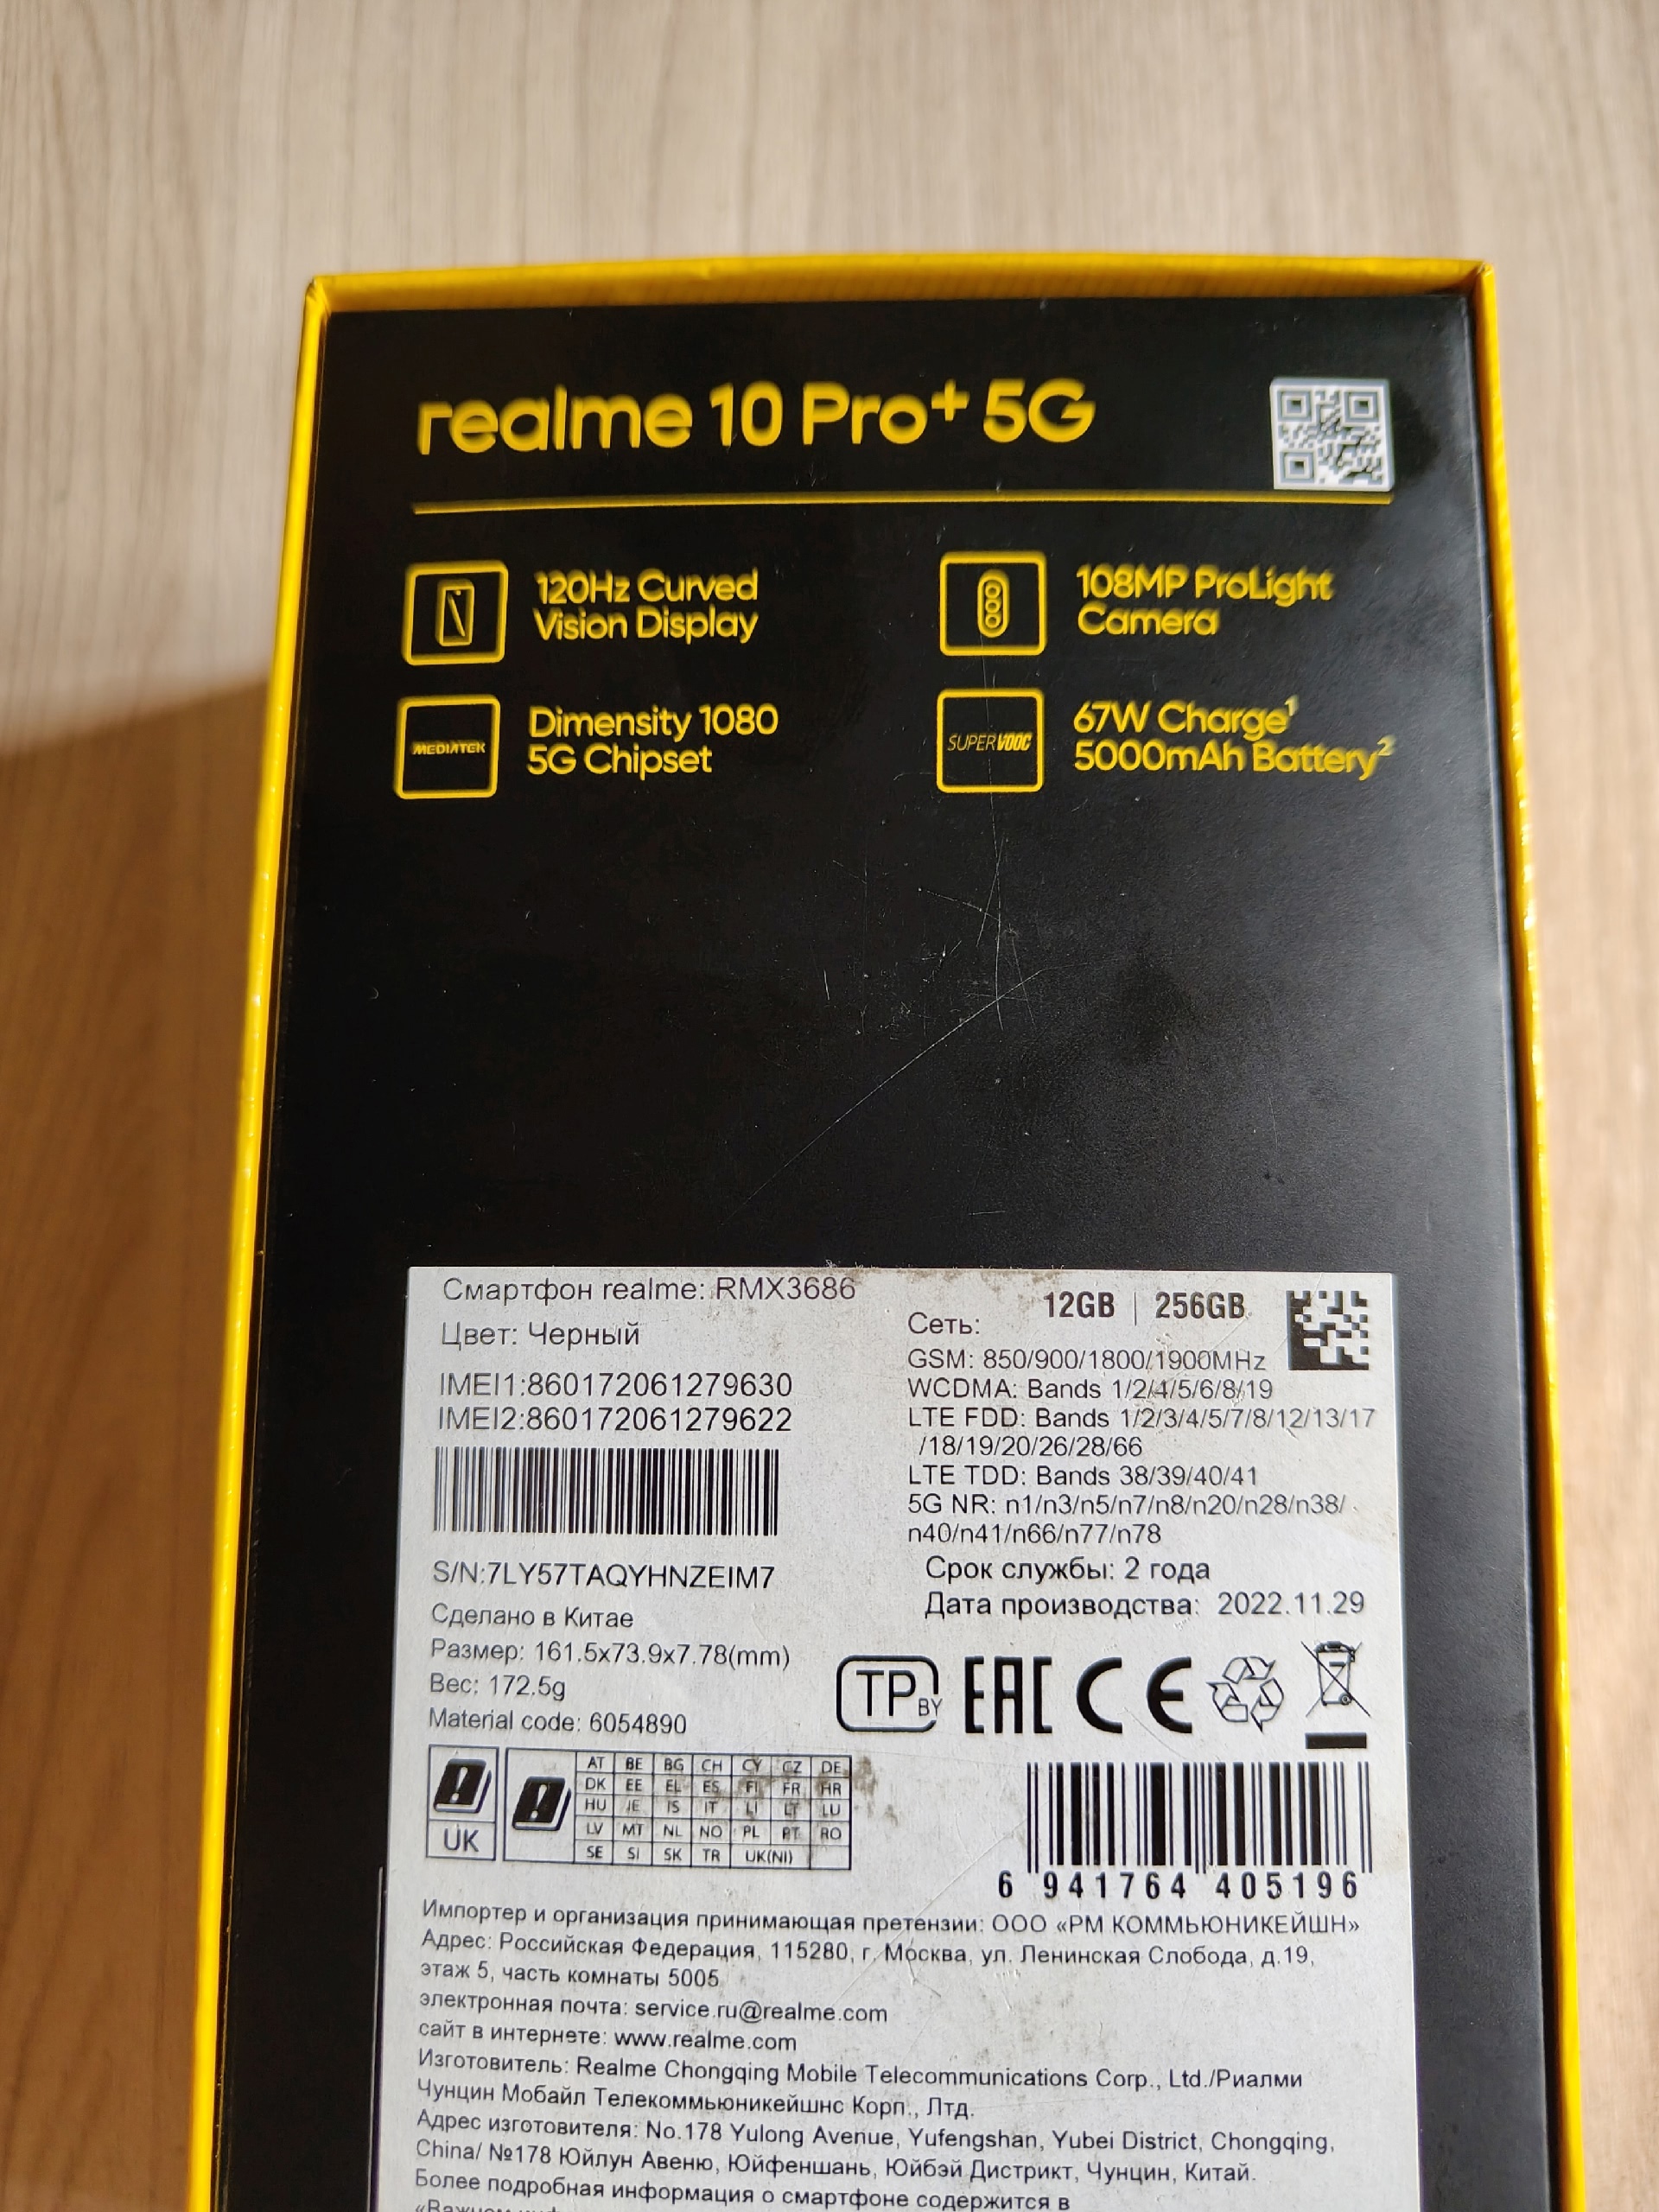 realme 10 Pro+ 5G
120Hz Curved
Vision Display
108MP ProLight
Camera
MEDIATEK
Dimensity 1080
5G Chipset
SUPERVOOC
67W Charge¹
5000mAh Battery²
Смартфон realme: RMX3686
Цвет: Черный
IMEI1:860172061279630
IMEI2:860172061279622
S/N:7LY57TAQYHNZEIM7
Сделано в Китае
Размер: 161.5x73.9x7.78(mm)
Вес: 172.5g
Material code: 6054890
12GB | 256GB
Сеть:
GSM: 850/900/1800/1900MHz
WCDMA: Bands 1/2/4/5/6/8/19
LTE FDD: Bands 1/2/3/4/5/7/8/12/13/17
/18/19/20/26/28/66
LTE TDD: Bands 38/39/40/41
5G NR: n1/n3/n5/n7/n8/n20/n28/n38/
n40/n41/n66/n77/n78
Срок службы: 2 года
Дата производства: 2022.11.29
TP BY EAC CE
UK
AT BE BG CH CY CZ DE
DK EE EL ES FI FR HR
HU IE IS IT LI LT LU
LV MT NL NO PL PT RO
SE SI SK TR UK(NI)
6 941764 405196
Импортер и организация принимающая претензии: ООО «РМ КОММЬЮНИКЕЙШН»
Адрес: Российская Федерация, 115280, г. Москва, ул. Ленинская Слобода, д.19,
этаж 5, часть комнаты 5005
электронная почта: service.ru@realme.com
сайт в интернете: www.realme.com
Изготовитель: Realme Chongqing Mobile Telecommunications Corp., Ltd./Риалми
Чунцин Мобайл Телекоммьюникейшнс Корп., Лтд.
Адрес изготовителя: No.178 Yulong Avenue, Yufengshan, Yubei District, Chongqing,
China/ №178 Юйлун Авеню, Юйфеншань, Юйбэй Дистрикт, Чунцин, Китай.
Более подробная информация о смартфоне содержится в